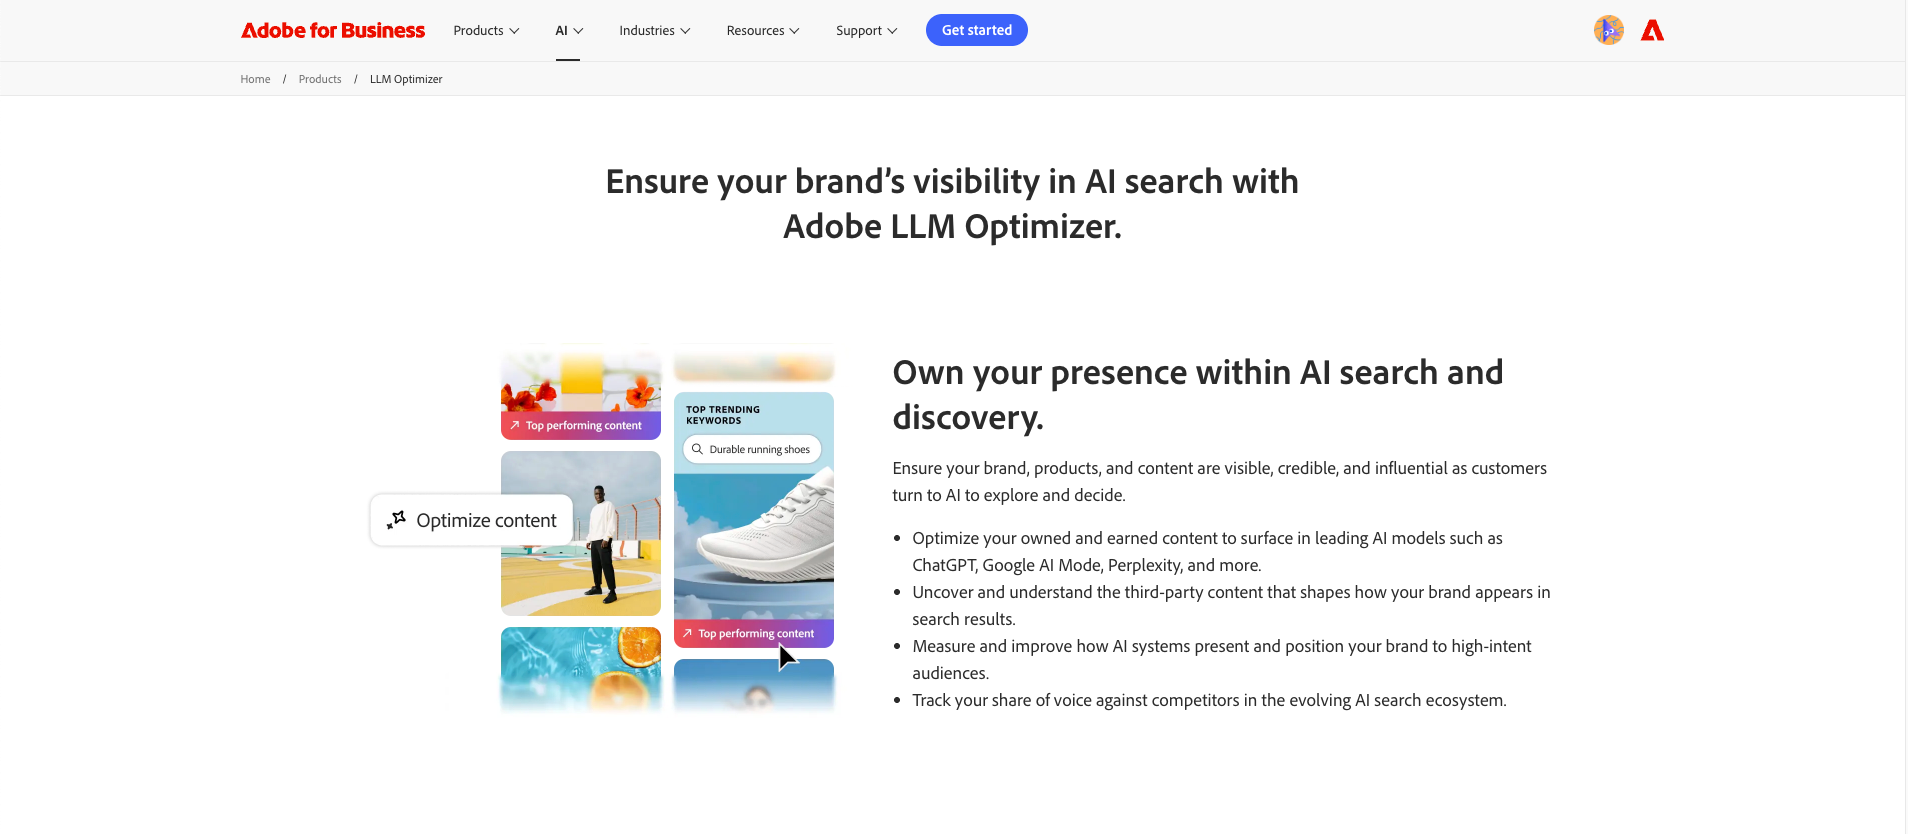 Adobe for Business
Products
AI
Industries
Resources
Support
Get started
Home / Products / LLM Optimizer
Ensure your brand’s visibility in AI search with
Adobe LLM Optimizer.
Top performing content
Optimize content
TOP TRENDING
KEYWORDS
Durable running shoes
Top performing content
Own your presence within AI search and
discovery.
Ensure your brand, products, and content are visible, credible, and influential as customers
turn to AI to explore and decide.
• Optimize your owned and earned content to surface in leading AI models such as
ChatGPT, Google AI Mode, Perplexity, and more.
• Uncover and understand the third-party content that shapes how your brand appears in
search results.
• Measure and improve how AI systems present and position your brand to high-intent
audiences.
• Track your share of voice against competitors in the evolving AI search ecosystem.